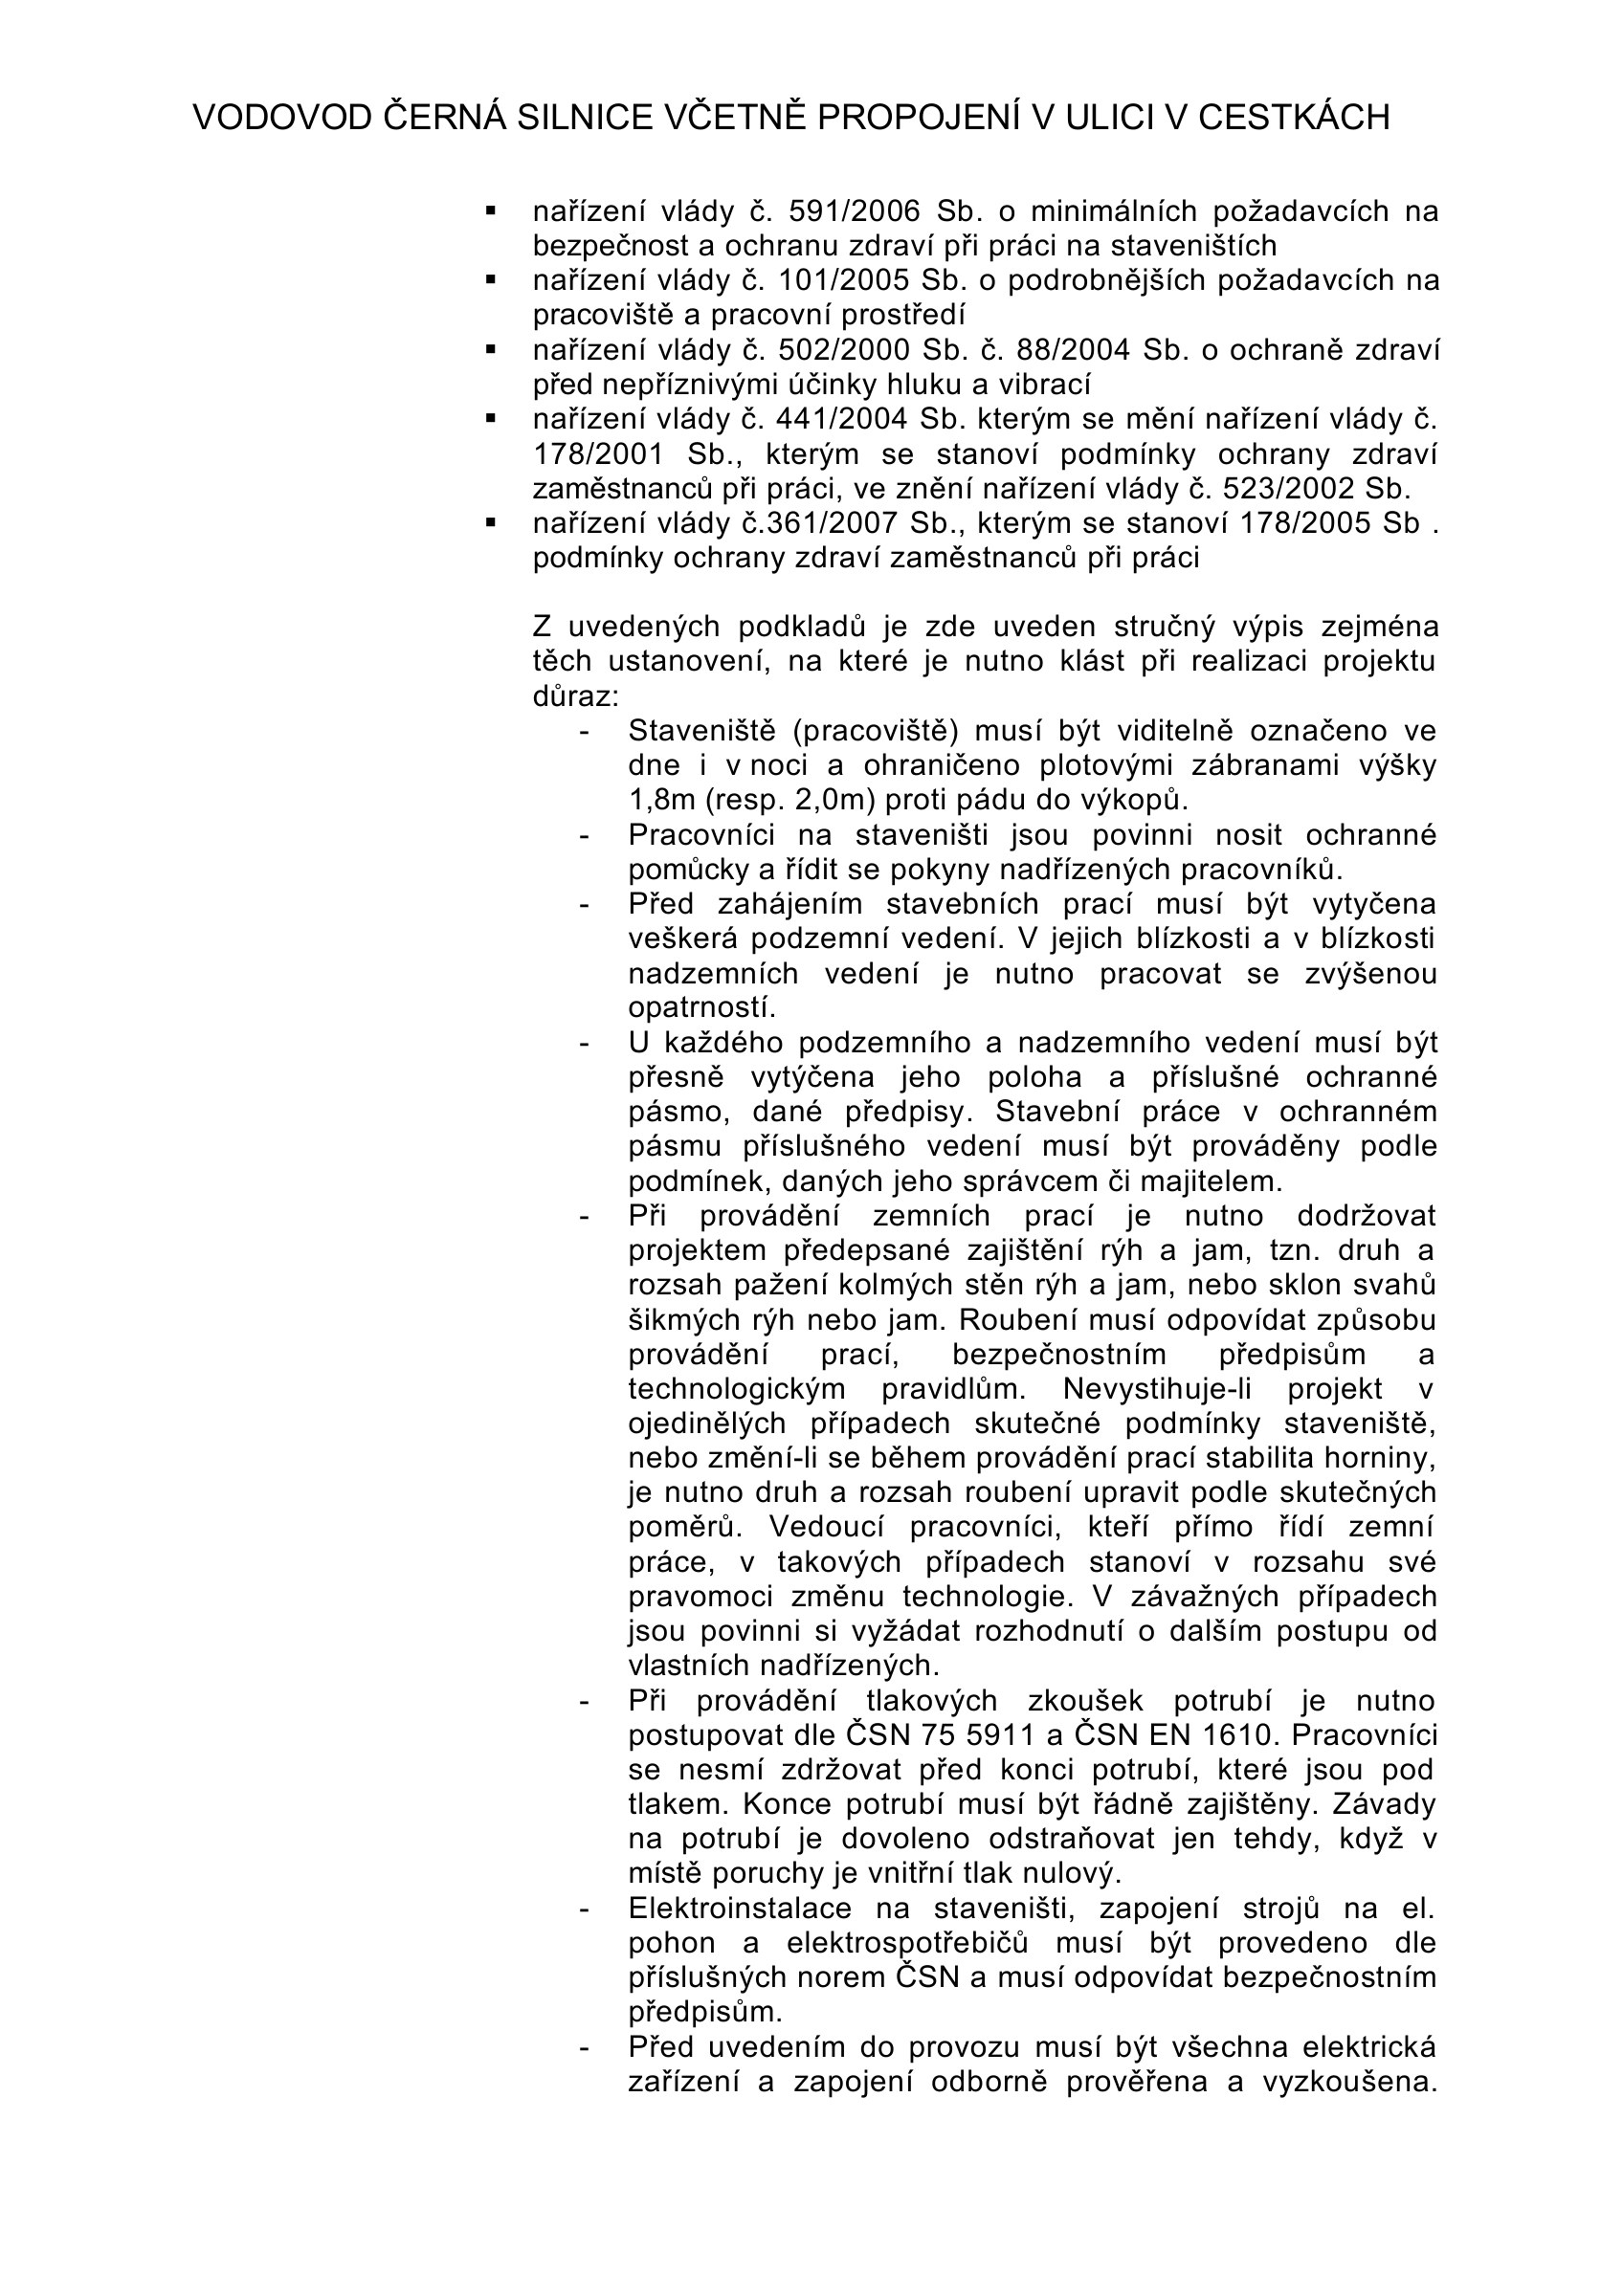 VODOVOD ČERNÁ SILNICE VČETNĚ PROPOJENÍ V ULICI V CESTKÁCH
▪ nařízení vlády č. 591/2006 Sb. o minimálních požadavcích na
bezpečnost a ochranu zdraví při práci na staveništích
▪ nařízení vlády č. 101/2005 Sb. o podrobnějších požadavcích na
pracoviště a pracovní prostředí
▪ nařízení vlády č. 502/2000 Sb. č. 88/2004 Sb. o ochraně zdraví
před nepříznivými účinky hluku a vibrací
▪ nařízení vlády č. 441/2004 Sb. kterým se mění nařízení vlády č.
178/2001 Sb., kterým se stanoví podmínky ochrany zdraví
zaměstnanců při práci, ve znění nařízení vlády č. 523/2002 Sb.
▪ nařízení vlády č.361/2007 Sb., kterým se stanoví 178/2005 Sb .
podmínky ochrany zdraví zaměstnanců při práci
Z uvedených podkladů je zde uveden stručný výpis zejména
těch ustanovení, na které je nutno klást při realizaci projektu
důraz:
- Staveniště (pracoviště) musí být viditelně označeno ve
dne i v noci a ohraničeno plotovými zábranami výšky
1,8m (resp. 2,0m) proti pádu do výkopů.
- Pracovníci na staveništi jsou povinni nosit ochranné
pomůcky a řídit se pokyny nadřízených pracovníků.
- Před zahájením stavebních prací musí být vytyčena
veškerá podzemní vedení. V jejich blízkosti a v blízkosti
nadzemních vedení je nutno pracovat se zvýšenou
opatrností.
- U každého podzemního a nadzemního vedení musí být
přesně vytýčena jeho poloha a příslušné ochranné
pásmo, dané předpisy. Stavební práce v ochranném
pásmu příslušného vedení musí být prováděny podle
podmínek, daných jeho správcem či majitelem.
- Při provádění zemních prací je nutno dodržovat
projektem předepsané zajištění rýh a jam, tzn. druh a
rozsah pažení kolmých stěn rýh a jam, nebo sklon svahů
šikmých rýh nebo jam. Roubení musí odpovídat způsobu
provádění prací, bezpečnostním předpisům a
technologickým pravidlům. Nevystihuje-li projekt v
ojedinělých případech skutečné podmínky staveniště,
nebo změní-li se během provádění prací stabilita horniny,
je nutno druh a rozsah roubení upravit podle skutečných
poměrů. Vedoucí pracovníci, kteří přímo řídí zemní
práce, v takových případech stanoví v rozsahu své
pravomoci změnu technologie. V závažných případech
jsou povinni si vyžádat rozhodnutí o dalším postupu od
vlastních nadřízených.
- Při provádění tlakových zkoušek potrubí je nutno
postupovat dle ČSN 75 5911 a ČSN EN 1610. Pracovníci
se nesmí zdržovat před konci potrubí, které jsou pod
tlakem. Konce potrubí musí být řádně zajištěny. Závady
na potrubí je dovoleno odstraňovat jen tehdy, když v
místě poruchy je vnitřní tlak nulový.
- Elektroinstalace na staveništi, zapojení strojů na el.
pohon a elektrospotřebičů musí být provedeno dle
příslušných norem ČSN a musí odpovídat bezpečnostním
předpisům.
- Před uvedením do provozu musí být všechna elektrická
zařízení a zapojení odborně prověřena a vyzkoušena.